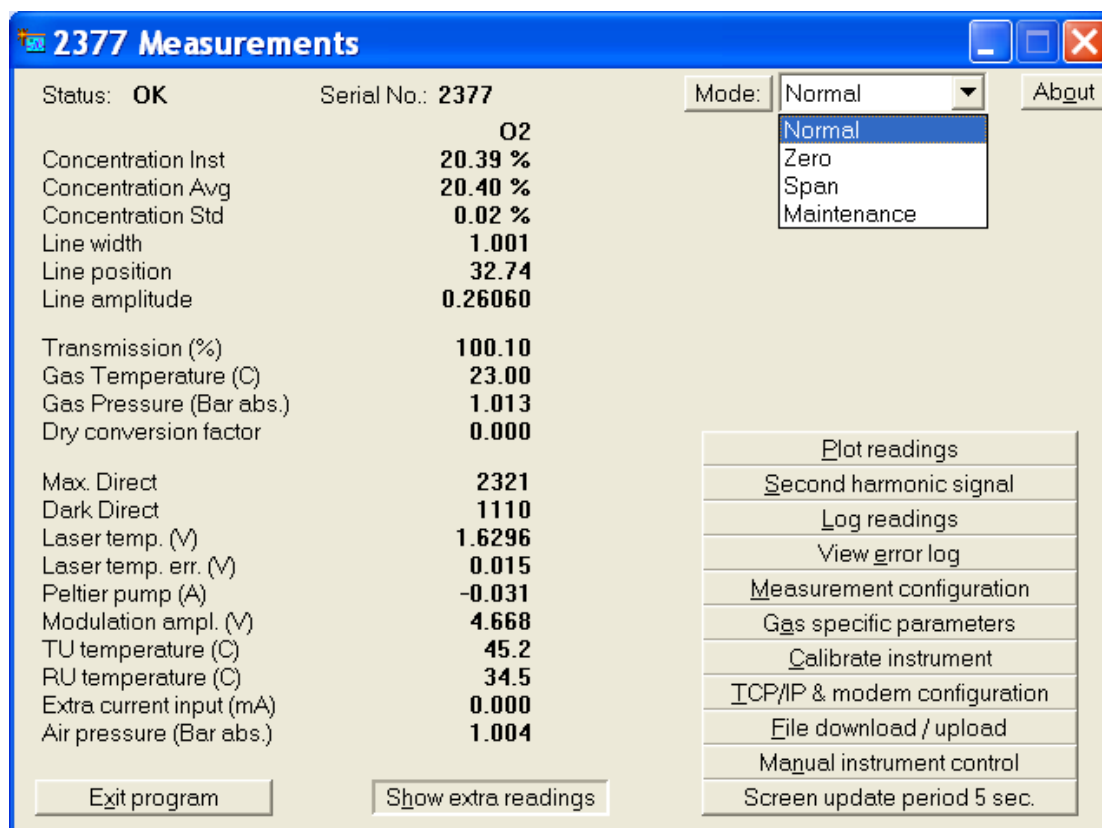 2377 Measurements
Status: OK Serial No.: 2377 Mode: Normal About
O2
Normal
Zero
Span
Maintenance
Concentration Inst 20.39 %
Concentration Avg 20.40 %
Concentration Std 0.02 %
Line width 1.001
Line position 32.74
Line amplitude 0.26060
Transmission (%) 100.10
Gas Temperature (C) 23.00
Gas Pressure (Bar abs.) 1.013
Dry conversion factor 0.000
Max. Direct 2321
Dark Direct 1110
Laser temp. (V) 1.6296
Laser temp. err. (V) 0.015
Peltier pump (A) -0.031
Modulation ampl. (V) 4.668
TU temperature (C) 45.2
RU temperature (C) 34.5
Extra current input (mA) 0.000
Air pressure (Bar abs.) 1.004
Plot readings
Second harmonic signal
Log readings
View error log
Measurement configuration
Gas specific parameters
Calibrate instrument
TCP/IP & modem configuration
File download / upload
Manual instrument control
Exit program Show extra readings Screen update period 5 sec.